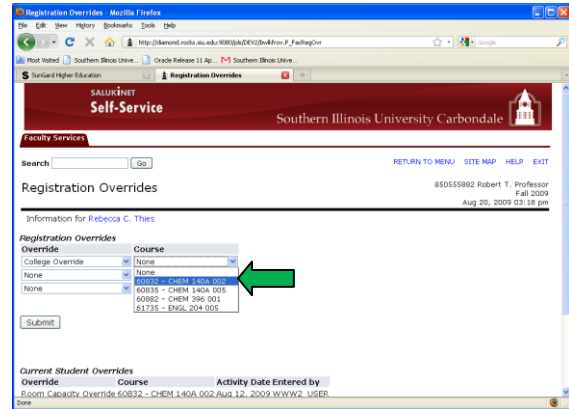 Registration Overrides - Mozilla Firefox
File Edit View History Bookmarks Tools Help
http://diamond.rocks.siu.edu:9080/pls/DEV2/bwlkfrov.P_FacRegOvr
Google
Most Visited Southern Illinois Unive... Oracle Release 11 Ap... Southern Illinois Unive...
SunGard Higher Education Registration Overrides
SALUKINET
Self-Service
Southern Illinois University Carbondale
Faculty Services
Search Go RETURN TO MENU SITE MAP HELP EXIT
Registration Overrides
850555882 Robert T. Professor
Fall 2009
Aug 20, 2009 03:18 pm
Information for Rebecca C. Thies
Registration Overrides
Override Course
College Override None
None None
None 60832 - CHEM 140A 002
60835 - CHEM 140A 005
60882 - CHEM 396 001
61735 - ENGL 204 005
Submit
Current Student Overrides
Override Course Activity Date Entered by
Room Capacity Override 60832 - CHEM 140A 002 Aug 12, 2009 WWW2_USER
Done